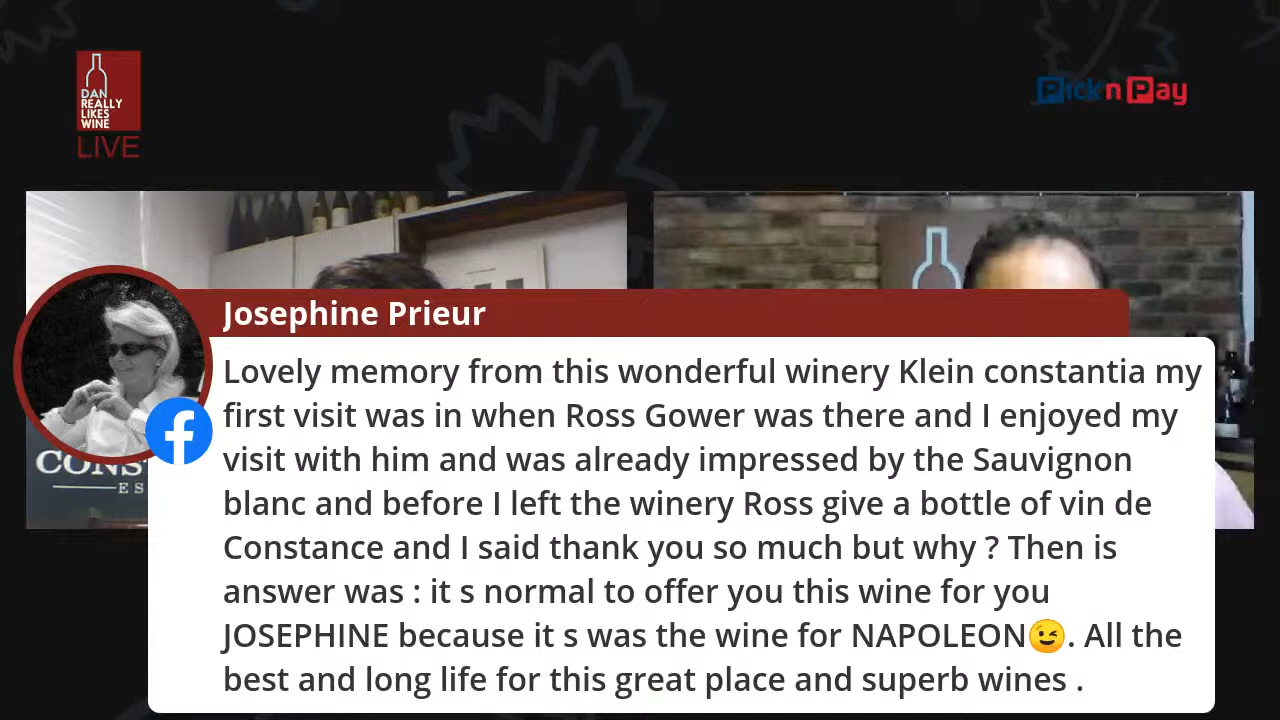 DAN
REALLY
LIKES
WINE
LIVE
Pick n Pay
Josephine Prieur
Lovely memory from this wonderful winery Klein constantia my
first visit was in when Ross Gower was there and I enjoyed my
visit with him and was already impressed by the Sauvignon
blanc and before I left the winery Ross give a bottle of vin de
Constance and I said thank you so much but why ? Then is
answer was : it s normal to offer you this wine for you
JOSEPHINE because it s was the wine for NAPOLEON😉. All the
best and long life for this great place and superb wines .
CONST
ES